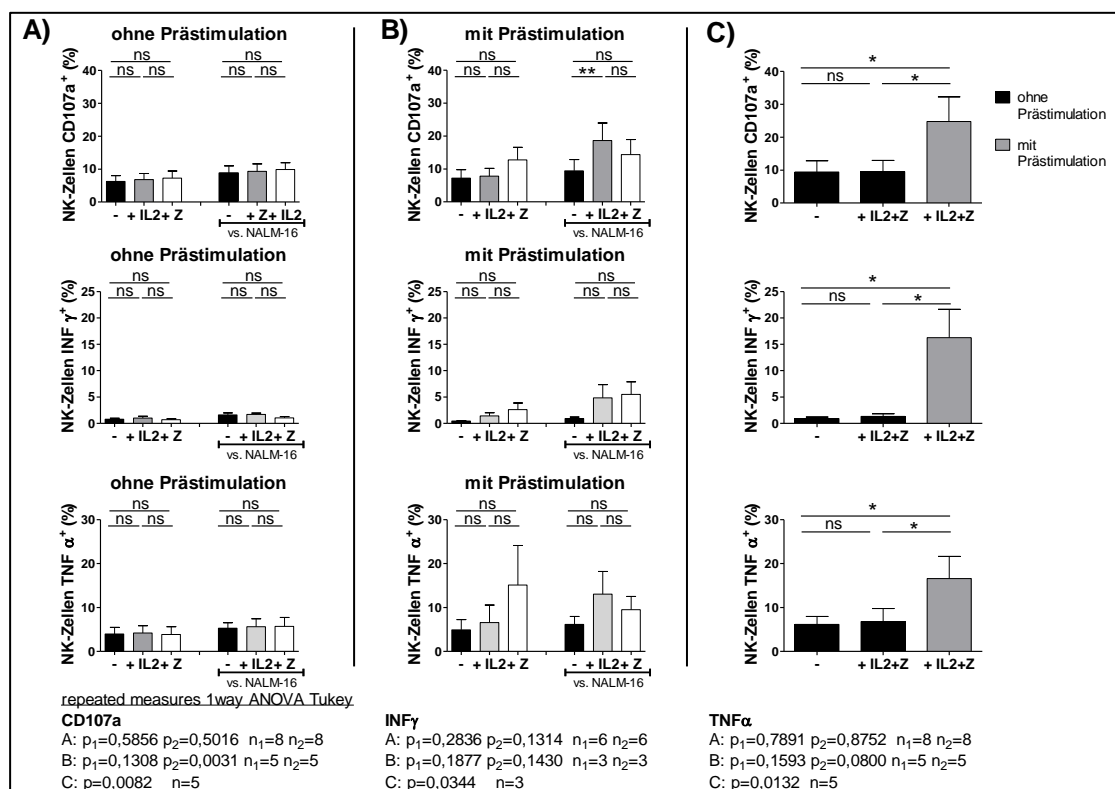 A)
ohne Prästimulation
NK-Zellen CD107a⁺ (%)
40
30
20
10
0
ns
ns ns
ns
ns ns
- + IL2 + Z
- + Z + IL2
vs. NALM-16
ohne Prästimulation
NK-Zellen INF γ⁺ (%)
25
20
15
10
5
0
ns
ns ns
ns
ns ns
- + IL2 + Z
- + IL2 + Z
vs. NALM-16
ohne Prästimulation
NK-Zellen TNF α⁺ (%)
30
20
10
0
ns
ns ns
ns
ns ns
- + IL2 + Z
- + IL2 + Z
vs. NALM-16
B)
mit Prästimulation
NK-Zellen CD107a⁺ (%)
40
30
20
10
0
ns
ns ns
ns
** ns
- + IL2 + Z
- + IL2 + Z
vs. NALM-16
mit Prästimulation
NK-Zellen INF γ⁺ (%)
25
20
15
10
5
0
ns
ns ns
ns
ns ns
- + IL2 + Z
- + IL2 + Z
vs. NALM-16
mit Prästimulation
NK-Zellen TNF α⁺ (%)
30
20
10
0
ns
ns ns
ns
ns ns
- + IL2 + Z
- + IL2 + Z
vs. NALM-16
C)
NK-Zellen CD107a⁺ (%)
40
30
20
10
0
*
ns *
- + IL2+Z + IL2+Z
ohne
Prästimulation
mit
Prästimulation
NK-Zellen INF γ⁺ (%)
25
20
15
10
5
0
*
ns *
- + IL2+Z + IL2+Z
NK-Zellen TNF α⁺ (%)
30
20
10
0
*
ns *
- + IL2+Z + IL2+Z
repeated measures 1way ANOVA Tukey
CD107a
A: p₁=0,5856 p₂=0,5016 n₁=8 n₂=8
B: p₁=0,1308 p₂=0,0031 n₁=5 n₂=5
C: p=0,0082 n=5
INFγ
A: p₁=0,2836 p₂=0,1314 n₁=6 n₂=6
B: p₁=0,1877 p₂=0,1430 n₁=3 n₂=3
C: p=0,0344 n=3
TNFα
A: p₁=0,7891 p₂=0,8752 n₁=8 n₂=8
B: p₁=0,1593 p₂=0,0800 n₁=5 n₂=5
C: p=0,0132 n=5